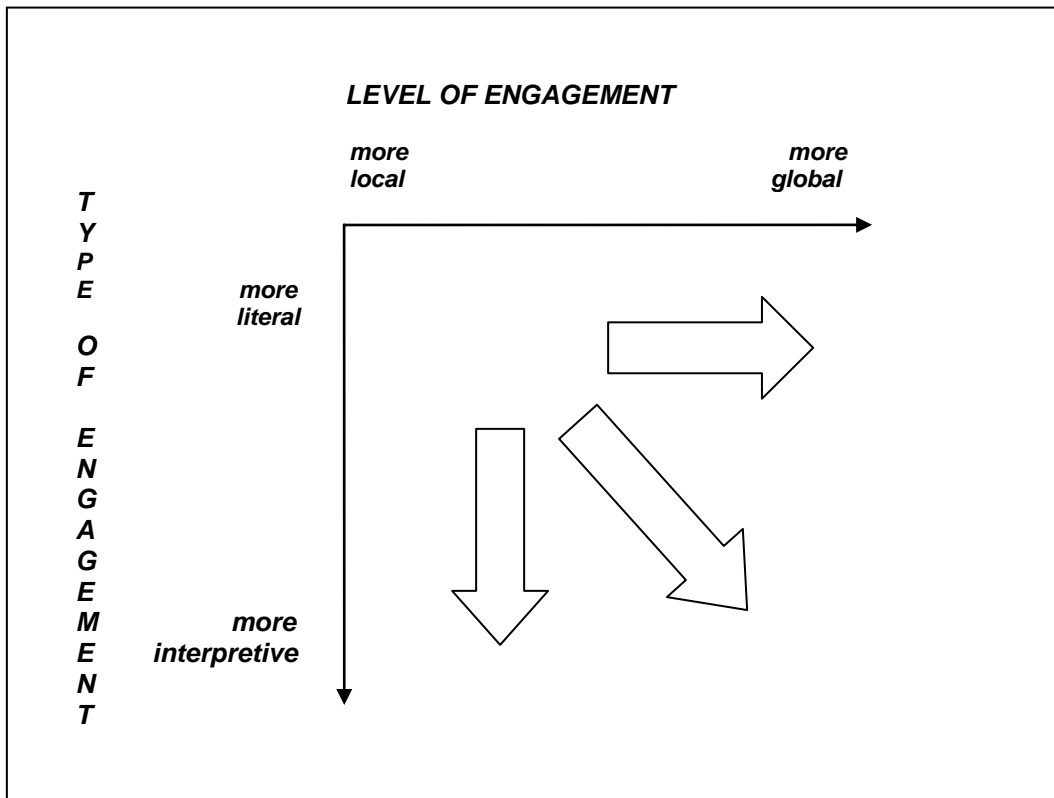 LEVEL OF ENGAGEMENT
more
local
more
global
T
Y
P
E
O
F
E
N
G
A
G
E
M
E
N
T
more
literal
more
interpretive